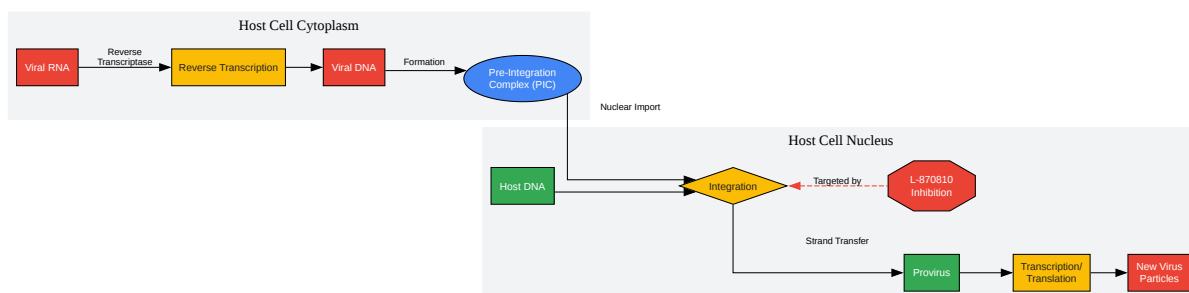 Host Cell Cytoplasm
Viral RNA
Reverse
Transcriptase
Reverse Transcription
Viral DNA
Formation
Pre-Integration
Complex (PIC)
Nuclear Import
Host Cell Nucleus
Host DNA
Integration
Targeted by
L-870810
Inhibition
Strand Transfer
Provirus
Transcription/
Translation
New Virus
Particles